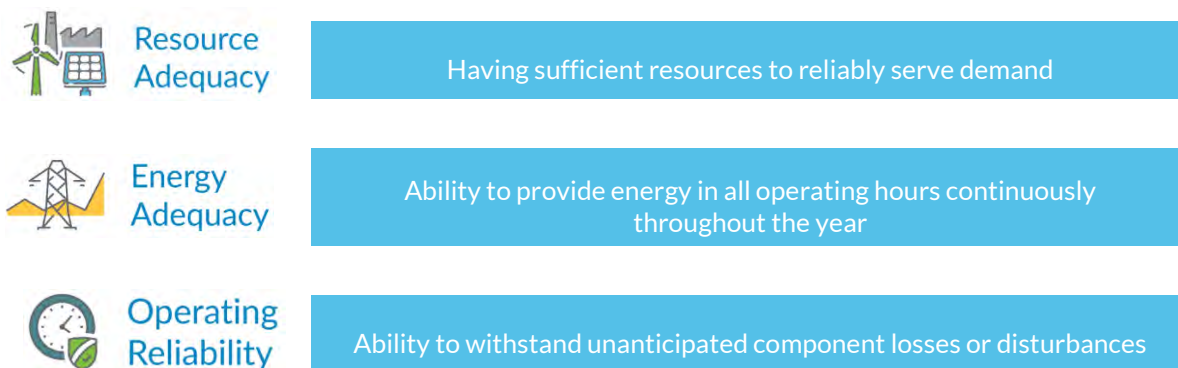 Resource
Adequacy
Having sufficient resources to reliably serve demand
Energy
Adequacy
Ability to provide energy in all operating hours continuously
throughout the year
Operating
Reliability
Ability to withstand unanticipated component losses or disturbances